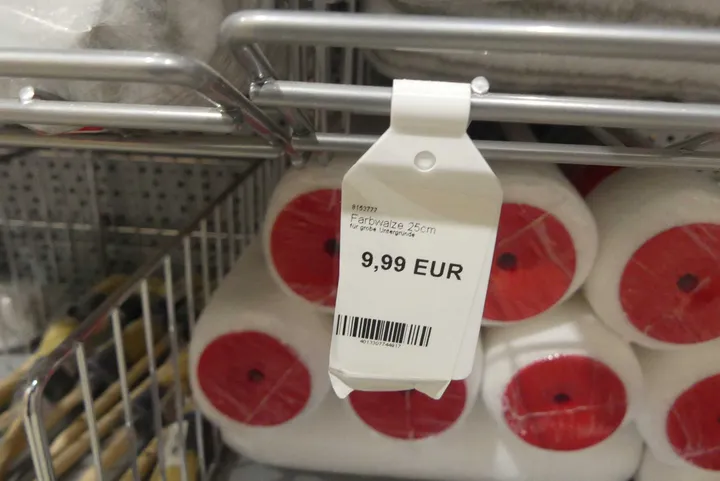 Farbwalze 25cm
für grobe Untergründe
9,99 EUR